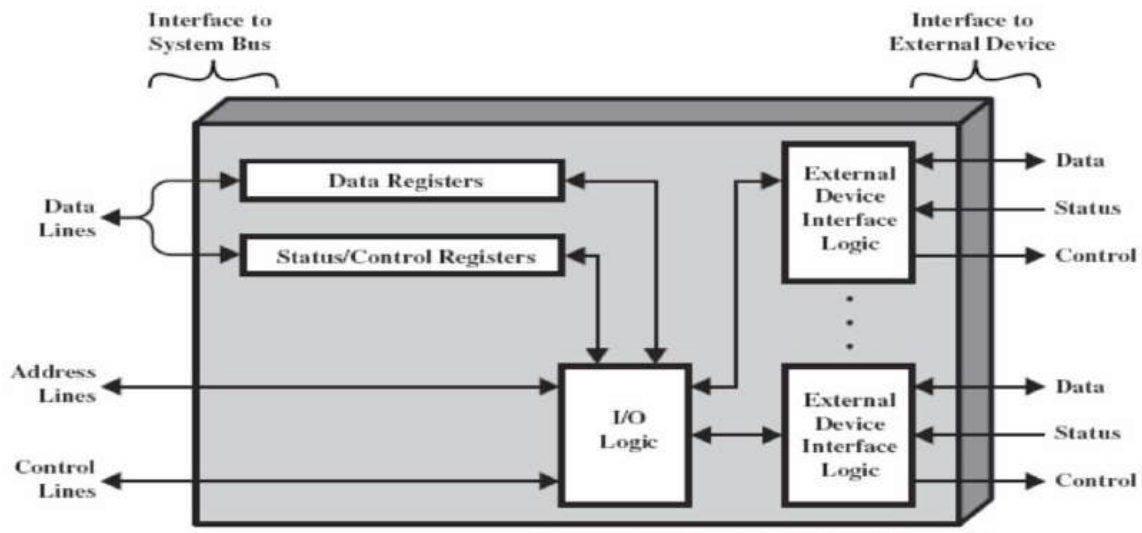 Interface to
System Bus
Interface to
External Device
Data Registers
Status/Control Registers
Data
Lines
Address
Lines
Control
Lines
I/O
Logic
External
Device
Interface
Logic
Data
Status
Control
External
Device
Interface
Logic
Data
Status
Control